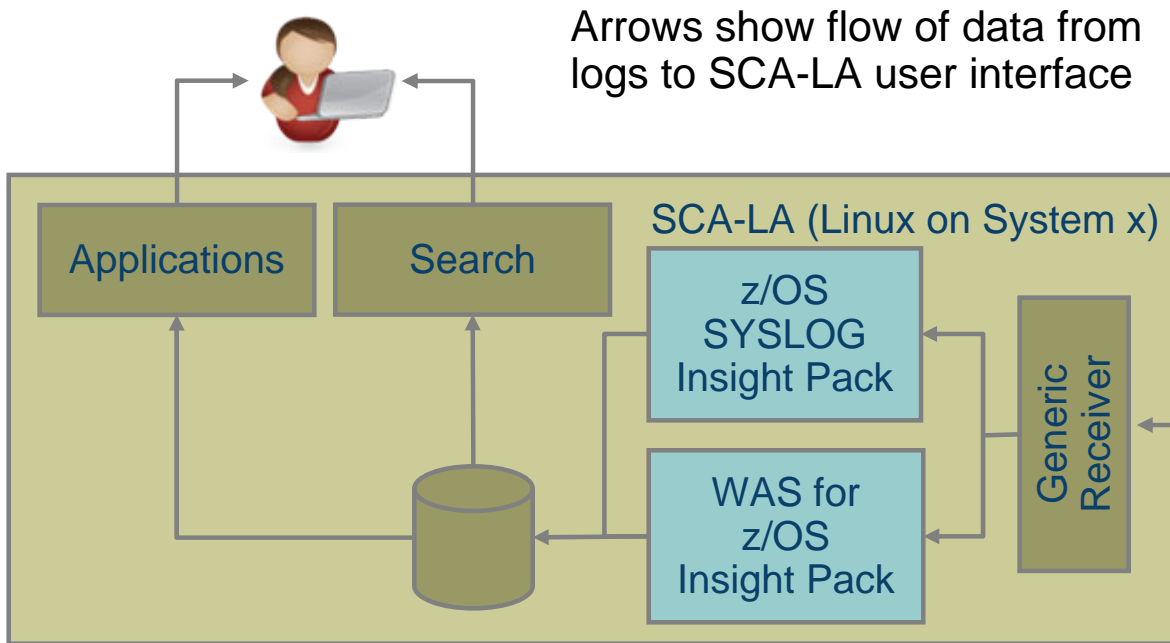 Arrows show flow of data from
logs to SCA-LA user interface
Applications
Search
SCA-LA (Linux on System x)
z/OS
SYSLOG
Insight Pack
WAS for
z/OS
Insight Pack
Generic
Receiver